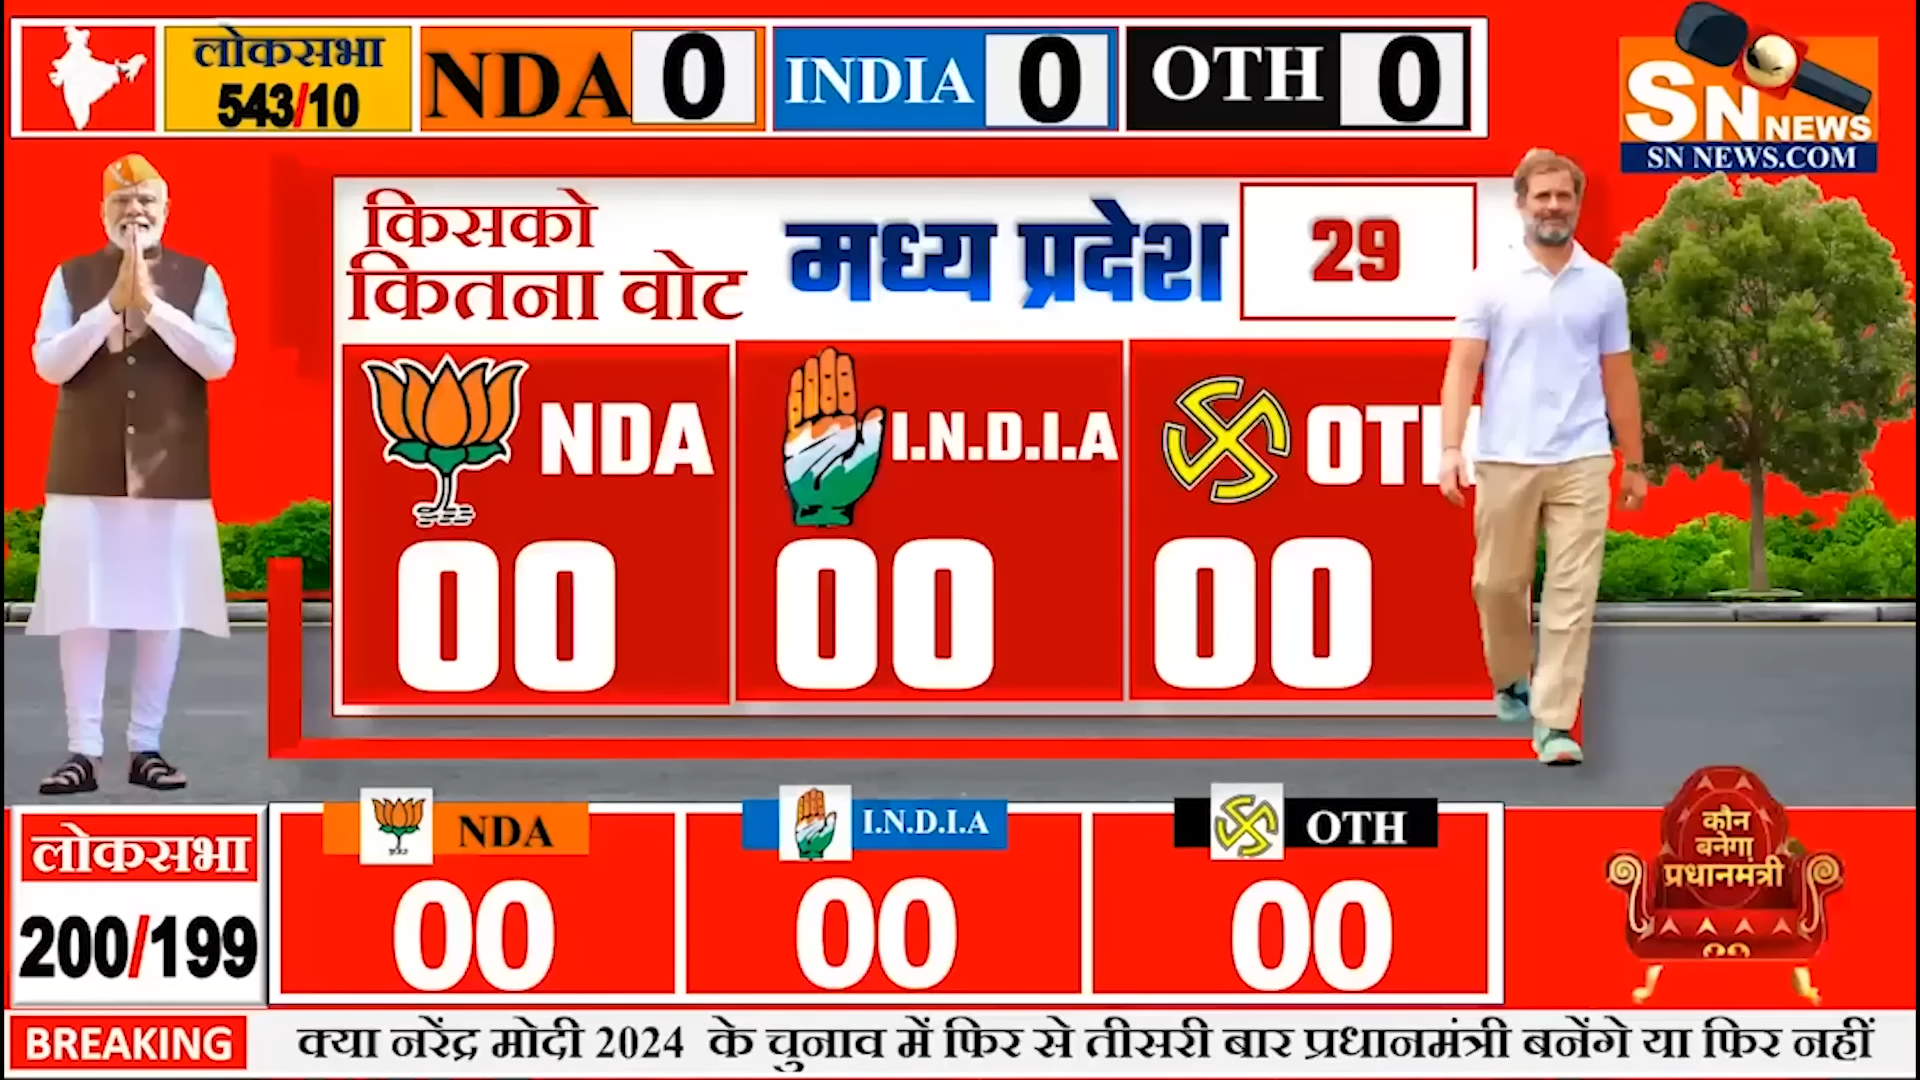 लोकसभा
543/10
NDA 0
INDIA 0
OTH 0
SN NEWS
SN NEWS.COM
किसको
कितना वोट
मध्य प्रदेश
29
NDA
00
I.N.D.I.A
00
OTH
00
लोकसभा
200/199
NDA
00
I.N.D.I.A
00
OTH
00
कौन
बनेगा
प्रधानमंत्री
BREAKING
क्या नरेंद्र मोदी 2024 के चुनाव में फिर से तीसरी बार प्रधानमंत्री बनेंगे या फिर नहीं